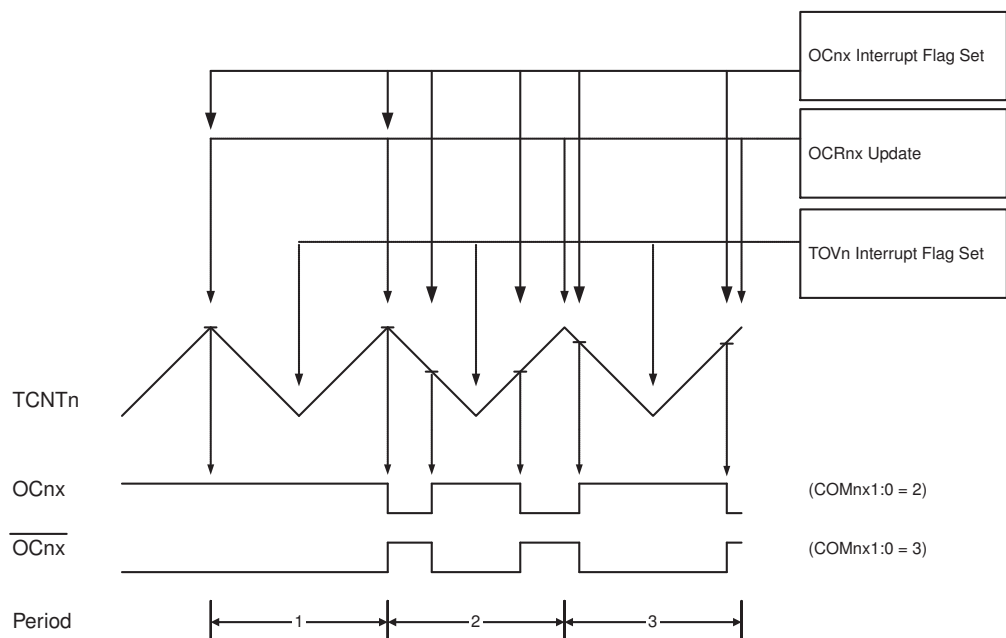 OCnx Interrupt Flag Set
OCRnx Update
TOVn Interrupt Flag Set
TCNTn
OCnx (COMnx1:0 = 2)
OCnx (COMnx1:0 = 3)
Period 1 2 3